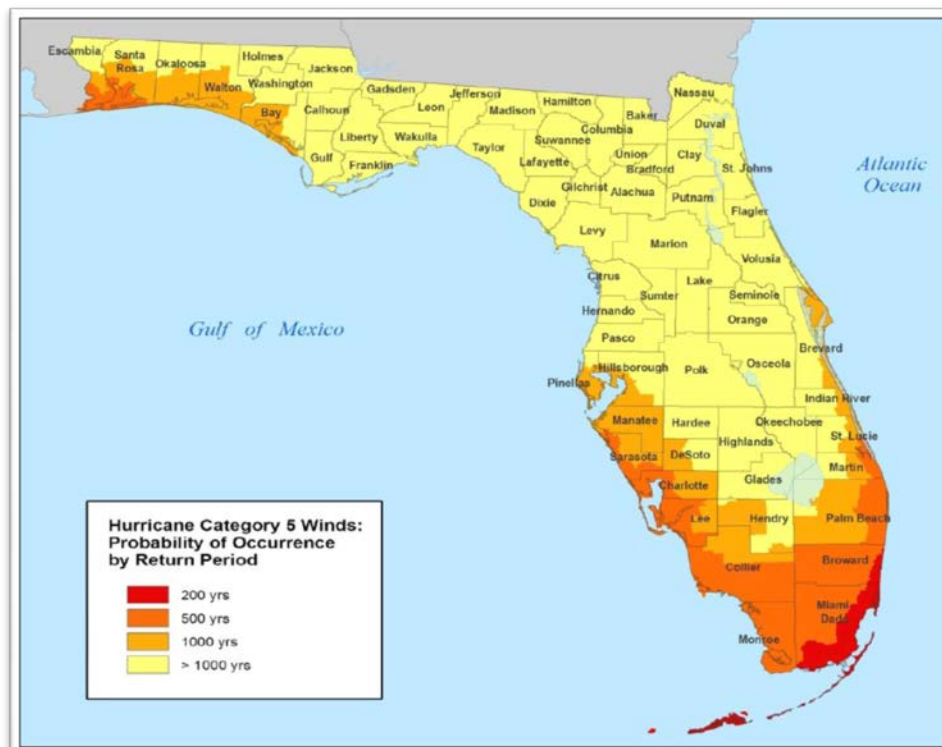 Escambia
Santa
Rosa
Okaloosa
Holmes
Walton
Washington
Jackson
Bay
Calhoun
Gulf
Gadsden
Liberty
Franklin
Leon
Wakulla
Jefferson
Madison
Taylor
Hamilton
Suwannee
Lafayette
Dixie
Columbia
Gilchrist
Baker
Union
Bradford
Alachua
Levy
Nassau
Duval
Clay
St. Johns
Putnam
Flagler
Marion
Volusia
Citrus
Sumter
Lake
Hernando
Seminole
Orange
Pasco
Brevard
Hillsborough
Pinellas
Polk
Osceola
Indian River
Manatee
Hardee
Okeechobee
Highlands
St. Lucie
Sarasota
DeSoto
Martin
Glades
Charlotte
Lee
Hendry
Palm Beach
Collier
Broward
Miami-
Dade
Monroe
Atlantic
Ocean
Gulf of Mexico
Hurricane Category 5 Winds:
Probability of Occurrence
by Return Period
200 yrs
500 yrs
1000 yrs
> 1000 yrs